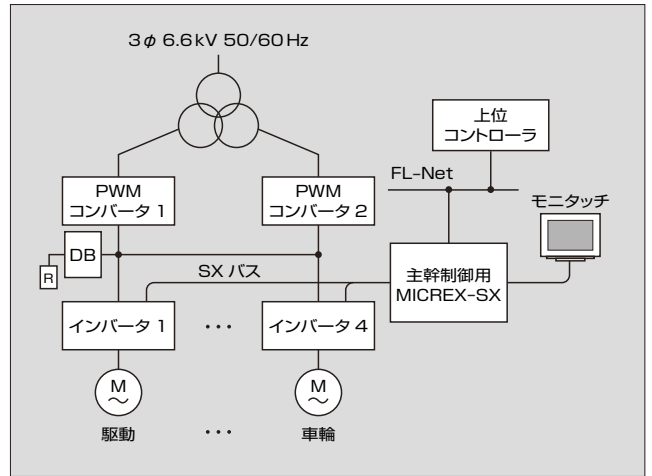 3φ 6.6kV 50/60Hz
上位
コントローラ
FL-Net
モニタッチ
PWM
コンバータ 1
PWM
コンバータ 2
DB
R
SX バス
主幹制御用
MICREX-SX
インバータ 1
・・・
インバータ 4
M
~
M
~
駆動
・・・
車輪